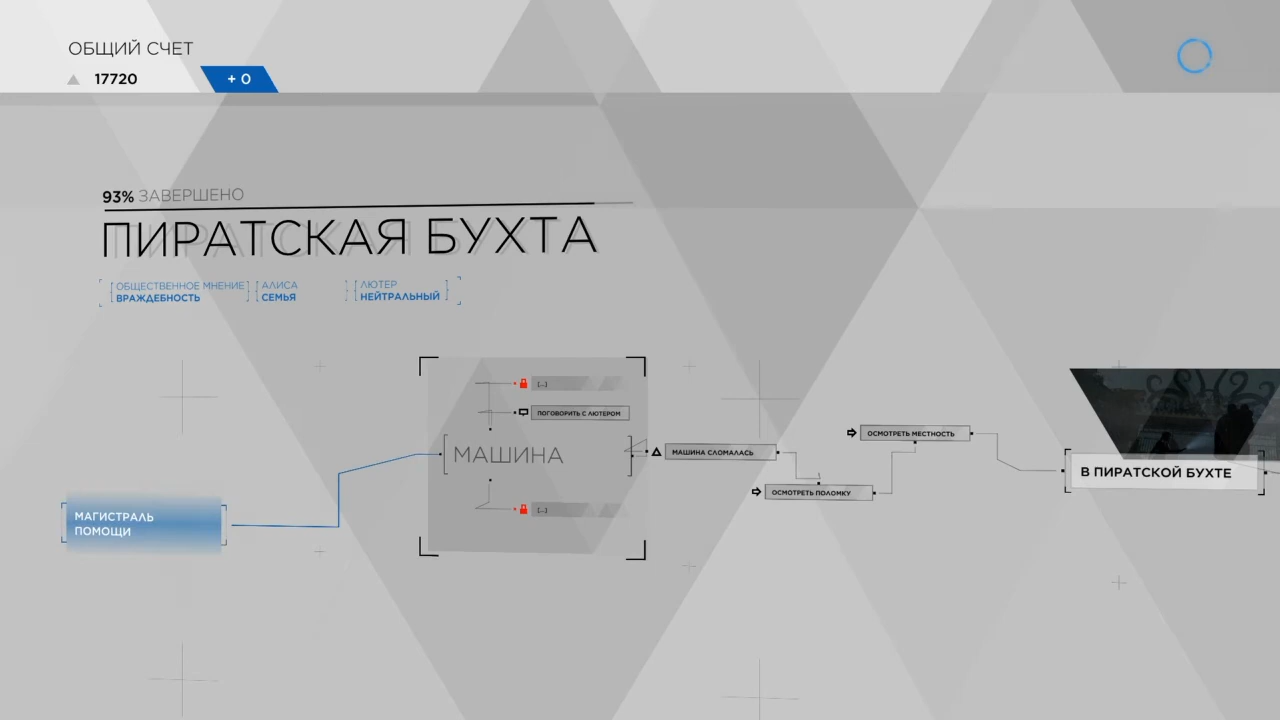 ОБЩИЙ СЧЕТ
17720
+ 0
93% ЗАВЕРШЕНО
ПИРАТСКАЯ БУХТА
ОБЩЕСТВЕННОЕ МНЕНИЕ
ВРАЖДЕБНОСТЬ
АЛИСА
СЕМЬЯ
ЛЮТЕР
НЕЙТРАЛЬНЫЙ
[...]
ПОГОВОРИТЬ С ЛЮТЕРОМ
МАШИНА
[...]
МАШИНА СЛОМАЛАСЬ
ОСМОТРЕТЬ ПОЛОМКУ
ОСМОТРЕТЬ МЕСТНОСТЬ
В ПИРАТСКОЙ БУХТЕ
МАГИСТРАЛЬ
ПОМОЩИ